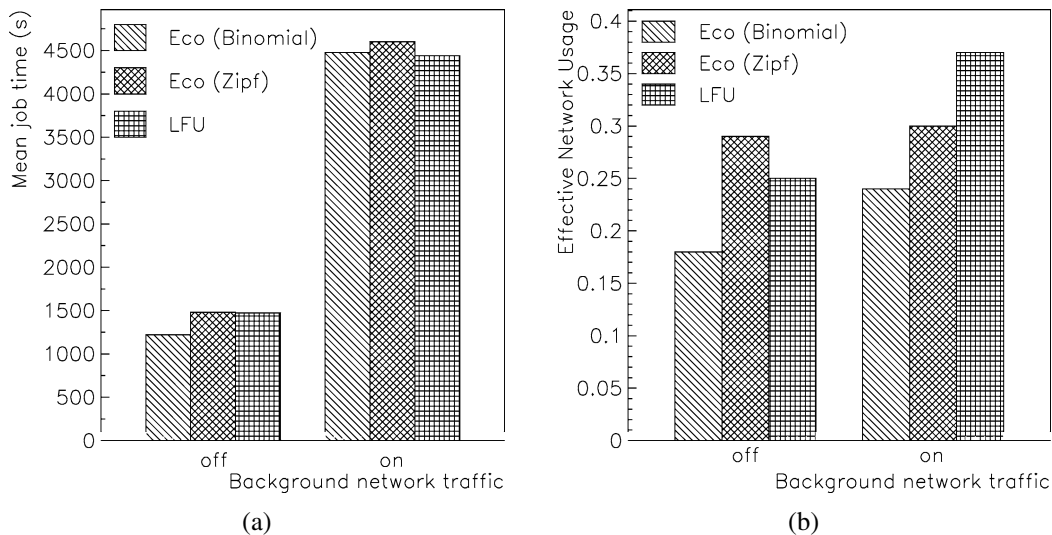 Mean job time (s)
4500
4000
3500
3000
2500
2000
1500
1000
500
0
Eco (Binomial)
Eco (Zipf)
LFU
off
on
Background network traffic
(a)
Effective Network Usage
0.4
0.35
0.3
0.25
0.2
0.15
0.1
0.05
0
Eco (Binomial)
Eco (Zipf)
LFU
off
on
Background network traffic
(b)